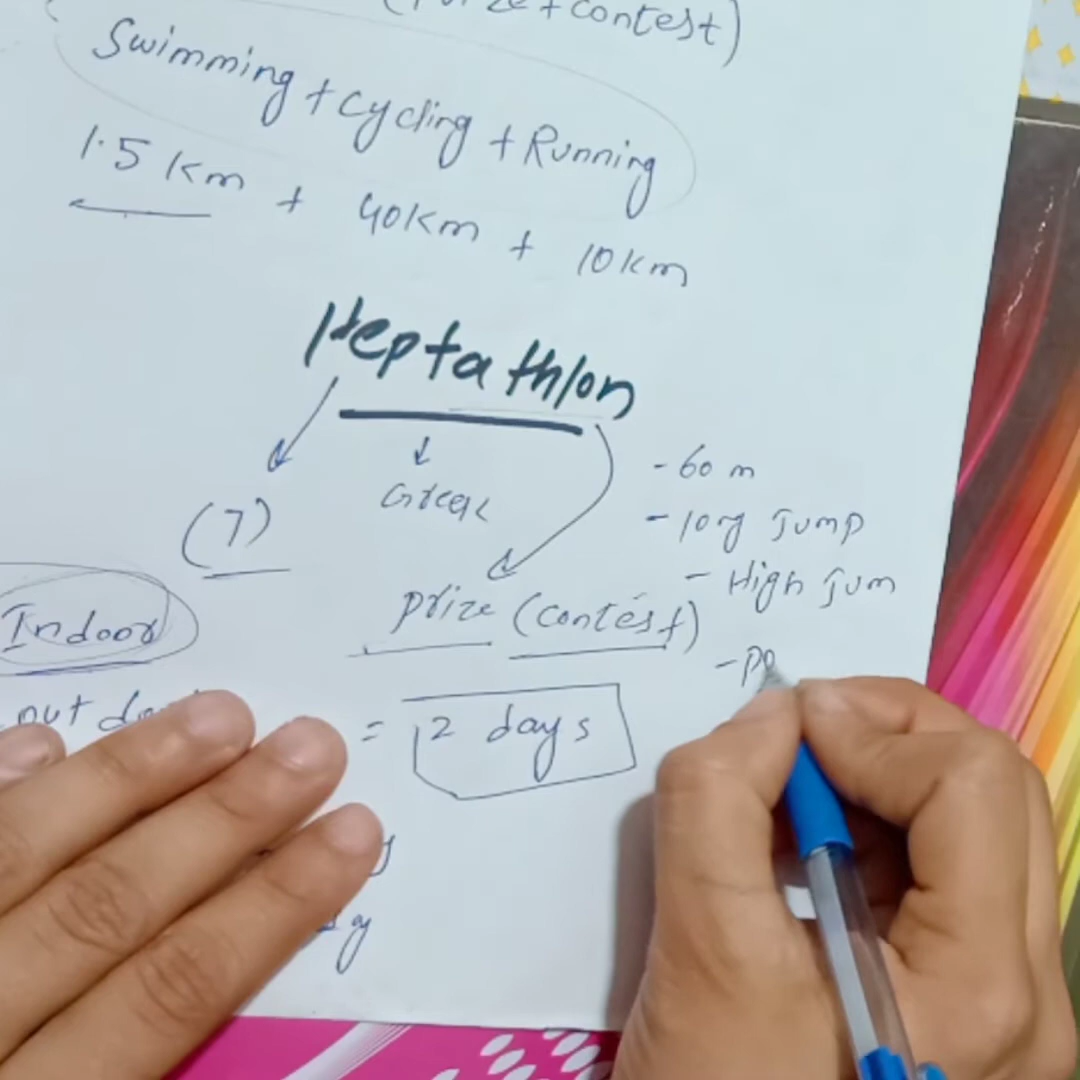 + contest)
Swimming + Cycling + Running
1.5 km + 40km + 10km
Heptathlon
(7)
Greek
- 60 m
- long Jump
- High Jum
prize (contest)
Indoor
= 2 days